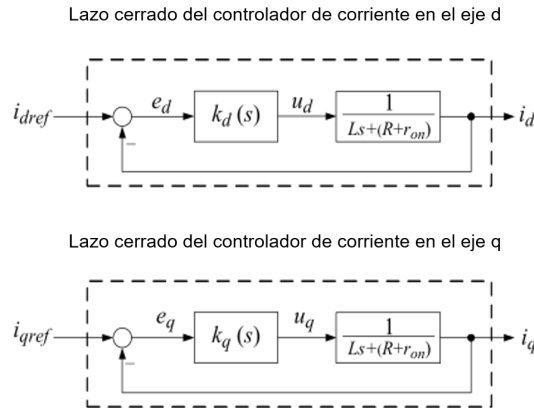 Lazo cerrado del controlador de corriente en el eje d
i_dref e_d k_d (s) u_d 1 i_d
−
Ls+(R+r_on)
Lazo cerrado del controlador de corriente en el eje q
i_qref e_q k_q (s) u_q 1 i_q
−
Ls+(R+r_on)